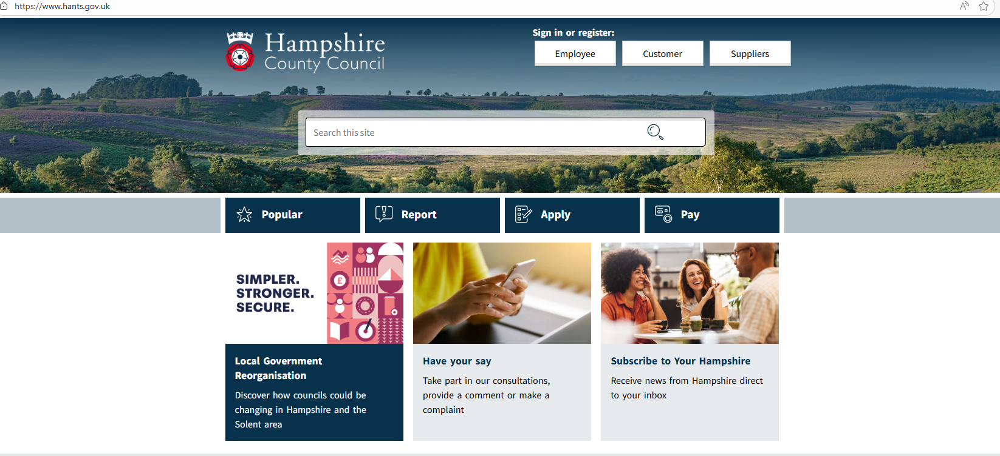 https://www.hants.gov.uk
Hampshire
County Council
Sign in or register:
Employee
Customer
Suppliers
Search this site
Popular
Report
Apply
Pay
SIMPLER.
STRONGER.
SECURE.
£
Local Government
Reorganisation
Discover how councils could be
changing in Hampshire and the
Solent area
Have your say
Take part in our consultations,
provide a comment or make a
complaint
Subscribe to Your Hampshire
Receive news from Hampshire direct
to your inbox